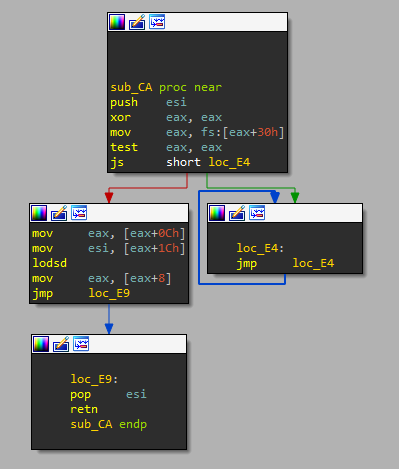 sub_CA proc near
push esi
xor eax, eax
mov eax, fs:[eax+30h]
test eax, eax
js short loc_E4
mov eax, [eax+0Ch]
mov esi, [eax+1Ch]
lodsd
mov eax, [eax+8]
jmp loc_E9
loc_E4:
jmp loc_E4
loc_E9:
pop esi
retn
sub_CA endp